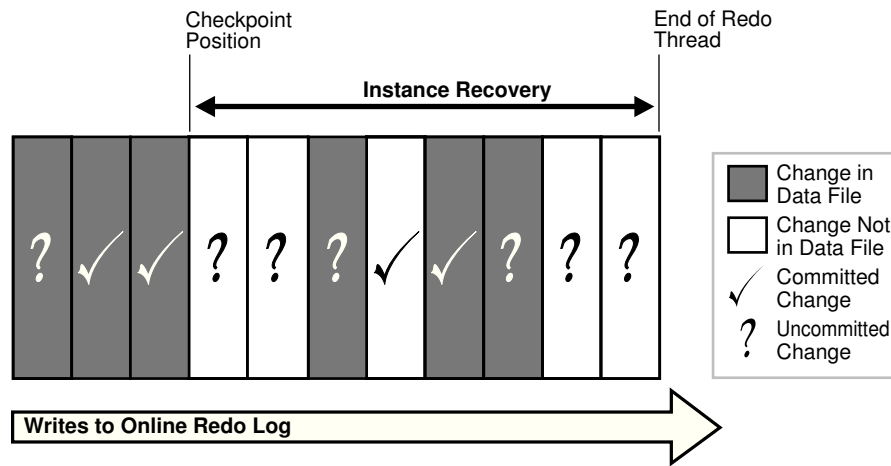 Checkpoint
Position
End of Redo
Thread
Instance Recovery
? ✓ ✓ ? ? ? ✓ ✓ ? ? ?
Change in
Data File
Change Not
in Data File
✓ Committed
Change
? Uncommitted
Change
Writes to Online Redo Log